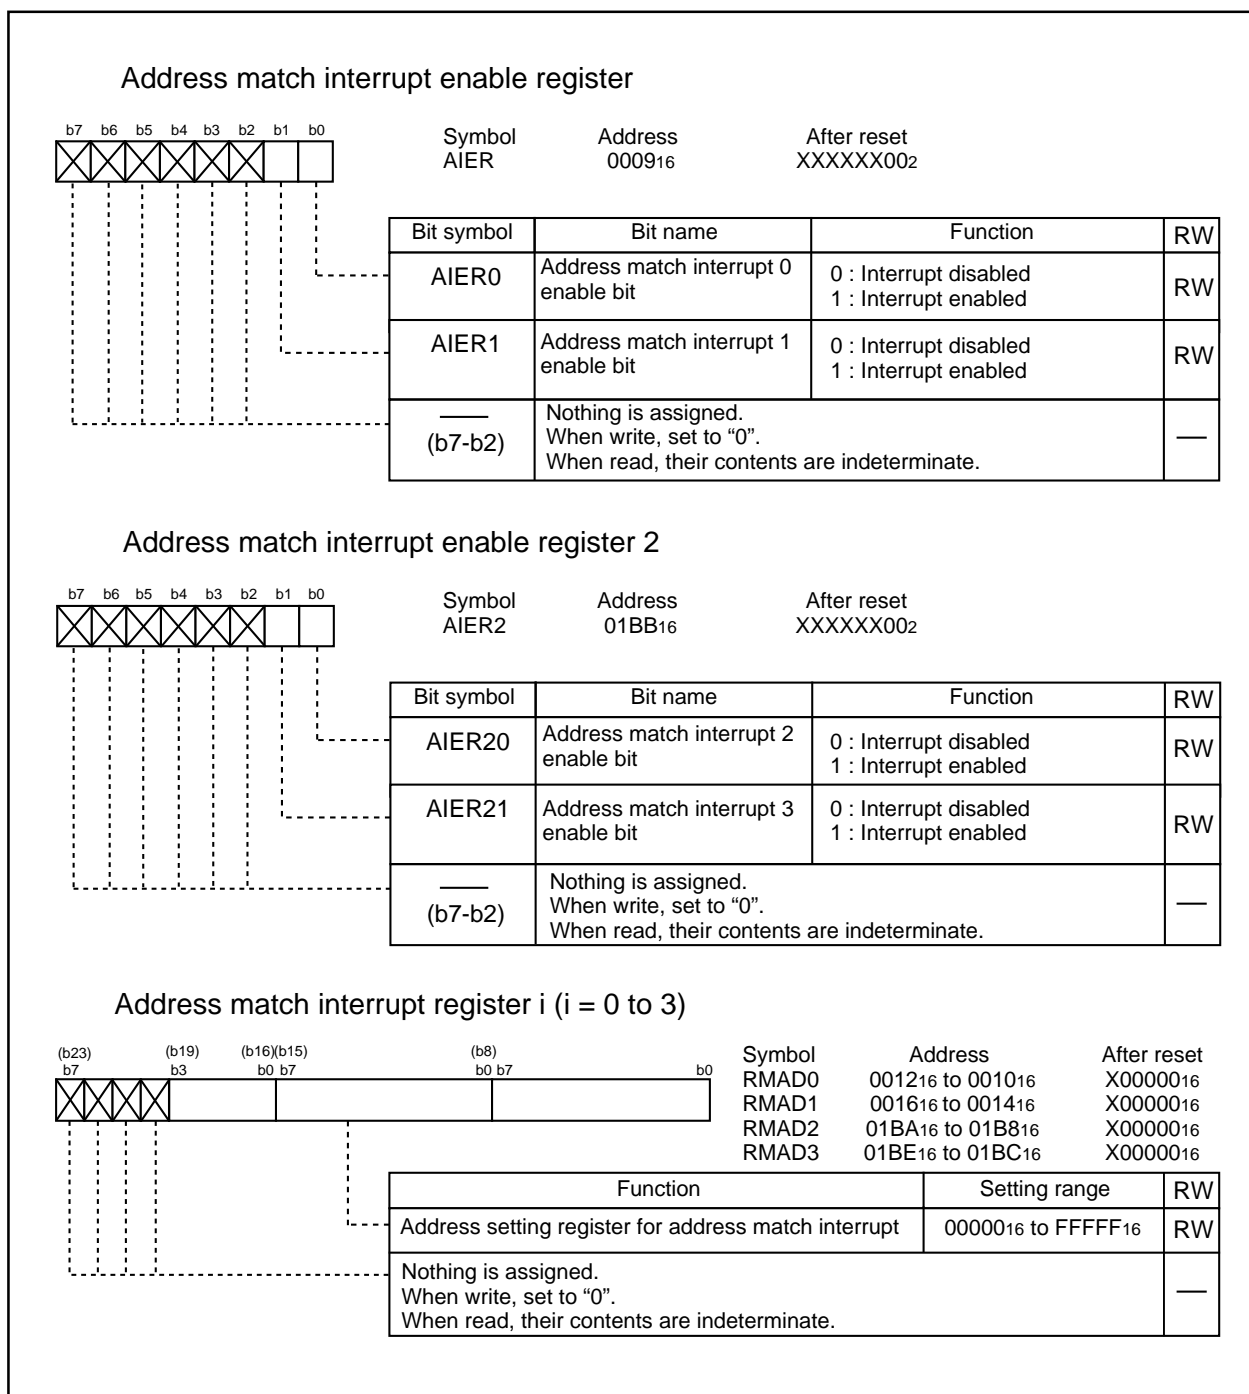 Address match interrupt enable register
b7 b6 b5 b4 b3 b2 b1 b0
Symbol Address After reset
AIER 000916 XXXXXX002
Bit symbol Bit name Function RW
AIER0 Address match interrupt 0 enable bit 0 : Interrupt disabled 1 : Interrupt enabled RW
AIER1 Address match interrupt 1 enable bit 0 : Interrupt disabled 1 : Interrupt enabled RW
—— (b7-b2) Nothing is assigned.
When write, set to “0”.
When read, their contents are indeterminate. —
Address match interrupt enable register 2
b7 b6 b5 b4 b3 b2 b1 b0
Symbol Address After reset
AIER2 01BB16 XXXXXX002
Bit symbol Bit name Function RW
AIER20 Address match interrupt 2 enable bit 0 : Interrupt disabled 1 : Interrupt enabled RW
AIER21 Address match interrupt 3 enable bit 0 : Interrupt disabled 1 : Interrupt enabled RW
—— (b7-b2) Nothing is assigned.
When write, set to “0”.
When read, their contents are indeterminate. —
Address match interrupt register i (i = 0 to 3)
(b23) (b19) (b16)(b15) (b8)
b7 b3 b0 b7 b0 b7 b0
Symbol Address After reset
RMAD0 001216 to 001016 X0000016
RMAD1 001616 to 001416 X0000016
RMAD2 01BA16 to 01B816 X0000016
RMAD3 01BE16 to 01BC16 X0000016
Function Setting range RW
Address setting register for address match interrupt 0000016 to FFFFF16 RW
Nothing is assigned.
When write, set to “0”.
When read, their contents are indeterminate. —